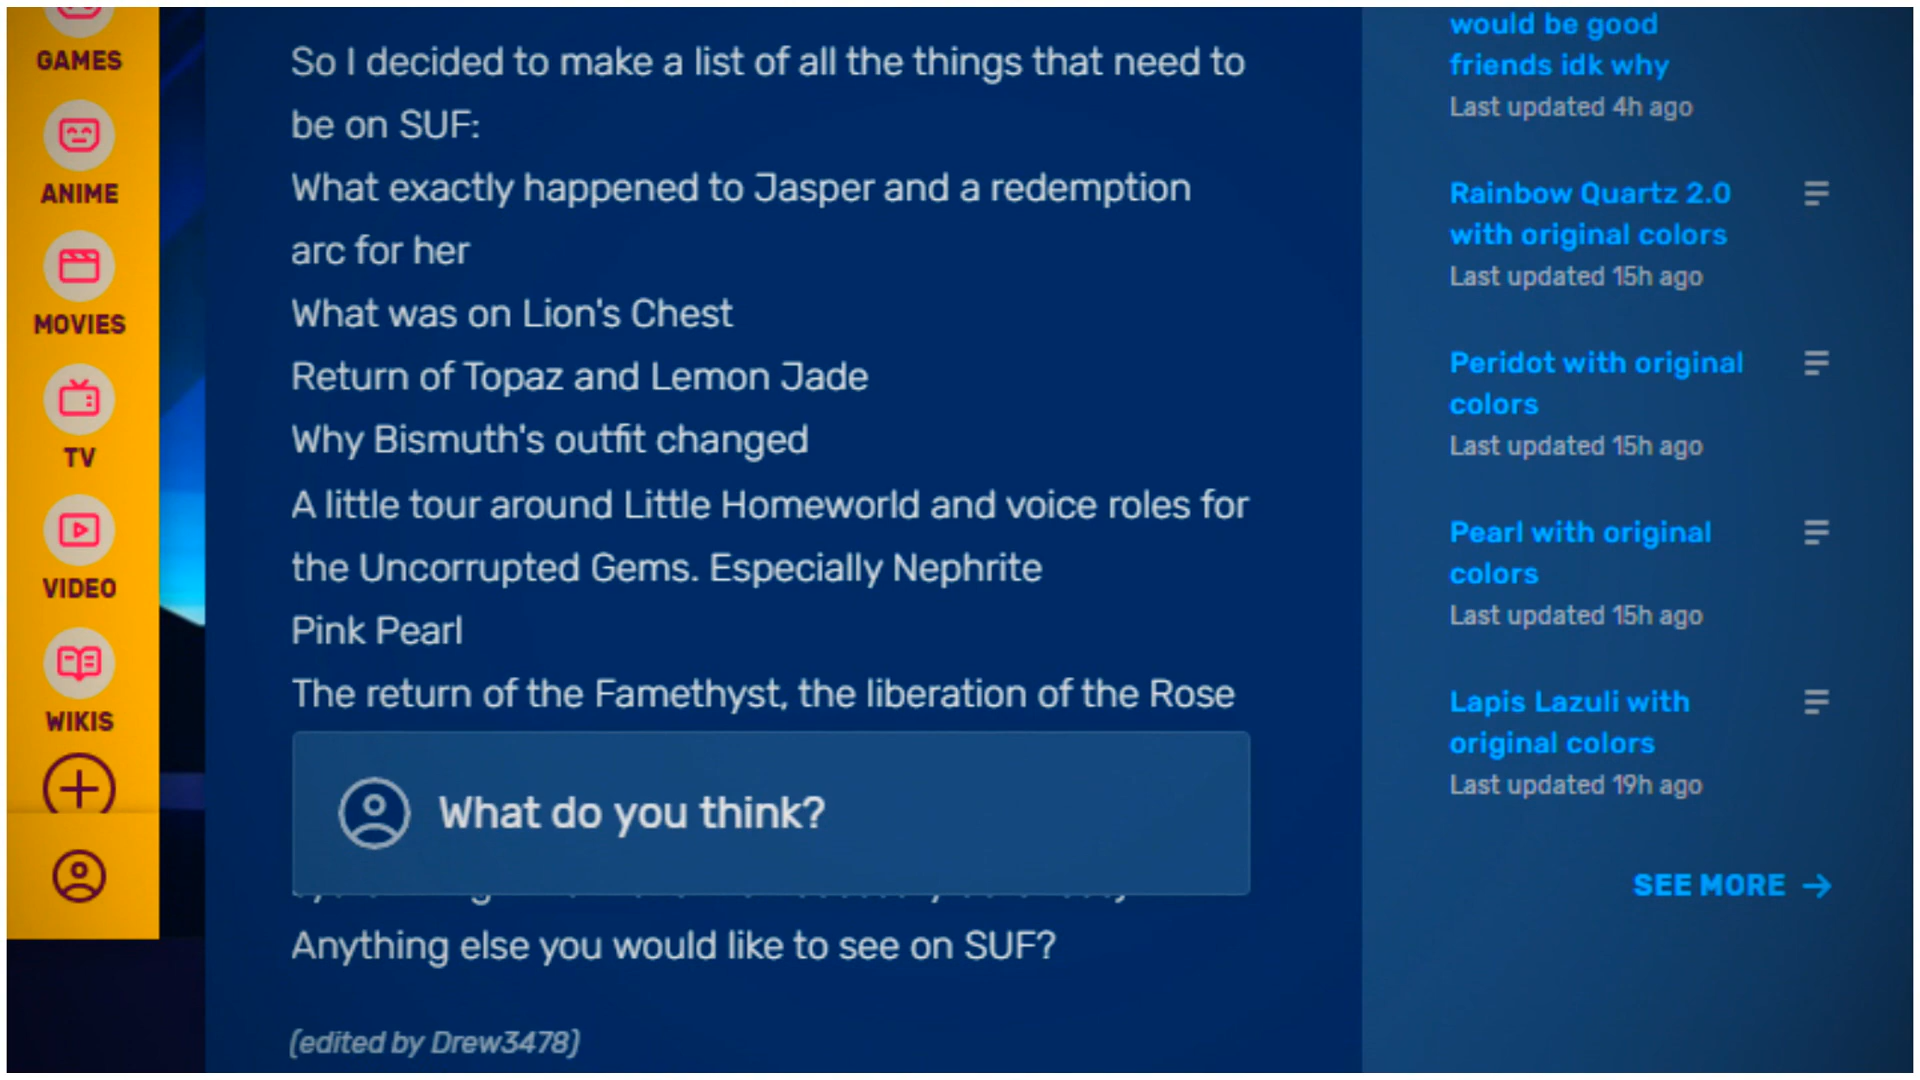 GAMES
ANIME
MOVIES
TV
VIDEO
WIKIS
So I decided to make a list of all the things that need to
be on SUF:
What exactly happened to Jasper and a redemption
arc for her
What was on Lion's Chest
Return of Topaz and Lemon Jade
Why Bismuth's outfit changed
A little tour around Little Homeworld and voice roles for
the Uncorrupted Gems. Especially Nephrite
Pink Pearl
The return of the Famethyst, the liberation of the Rose
What do you think?
Anything else you would like to see on SUF?
(edited by Drew3478)
would be good
friends idk why
Last updated 4h ago
Rainbow Quartz 2.0
with original colors
Last updated 15h ago
Peridot with original
colors
Last updated 15h ago
Pearl with original
colors
Last updated 15h ago
Lapis Lazuli with
original colors
Last updated 19h ago
SEE MORE